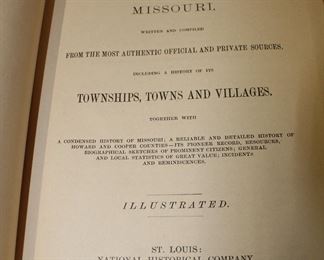 MISSOURI,
WRITTEN AND COMPILED
FROM THE MOST AUTHENTIC OFFICIAL AND PRIVATE SOURCES,
INCLUDING A HISTORY OF ITS
TOWNSHIPS, TOWNS AND VILLAGES.
TOGETHER WITH
A CONDENSED HISTORY OF MISSOURI; A RELIABLE AND DETAILED HISTORY OF
HOWARD AND COOPER COUNTIES—ITS PIONEER RECORD, RESOURCES,
BIOGRAPHICAL SKETCHES OF PROMINENT CITIZENS; GENERAL
AND LOCAL STATISTICS OF GREAT VALUE; INCIDENTS
AND REMINISCENCES.
ILLUSTRATED.
ST. LOUIS:
NATIONAL HISTORICAL COMPANY